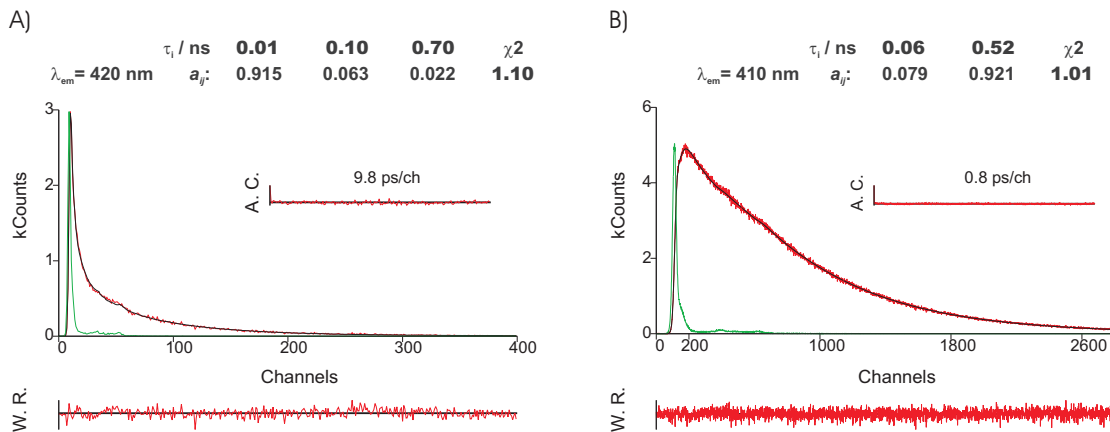 A)
τi / ns 0.01 0.10 0.70 χ2
λem= 420 nm aij: 0.915 0.063 0.022 1.10
kCounts
3
2
1
0
A. C.
9.8 ps/ch
0 100 200 300 400
Channels
W. R.
B)
τi / ns 0.06 0.52 χ2
λem= 410 nm aij: 0.079 0.921 1.01
kCounts
6
4
2
0
A. C.
0.8 ps/ch
0 200 1000 1800 2600
Channels
W. R.